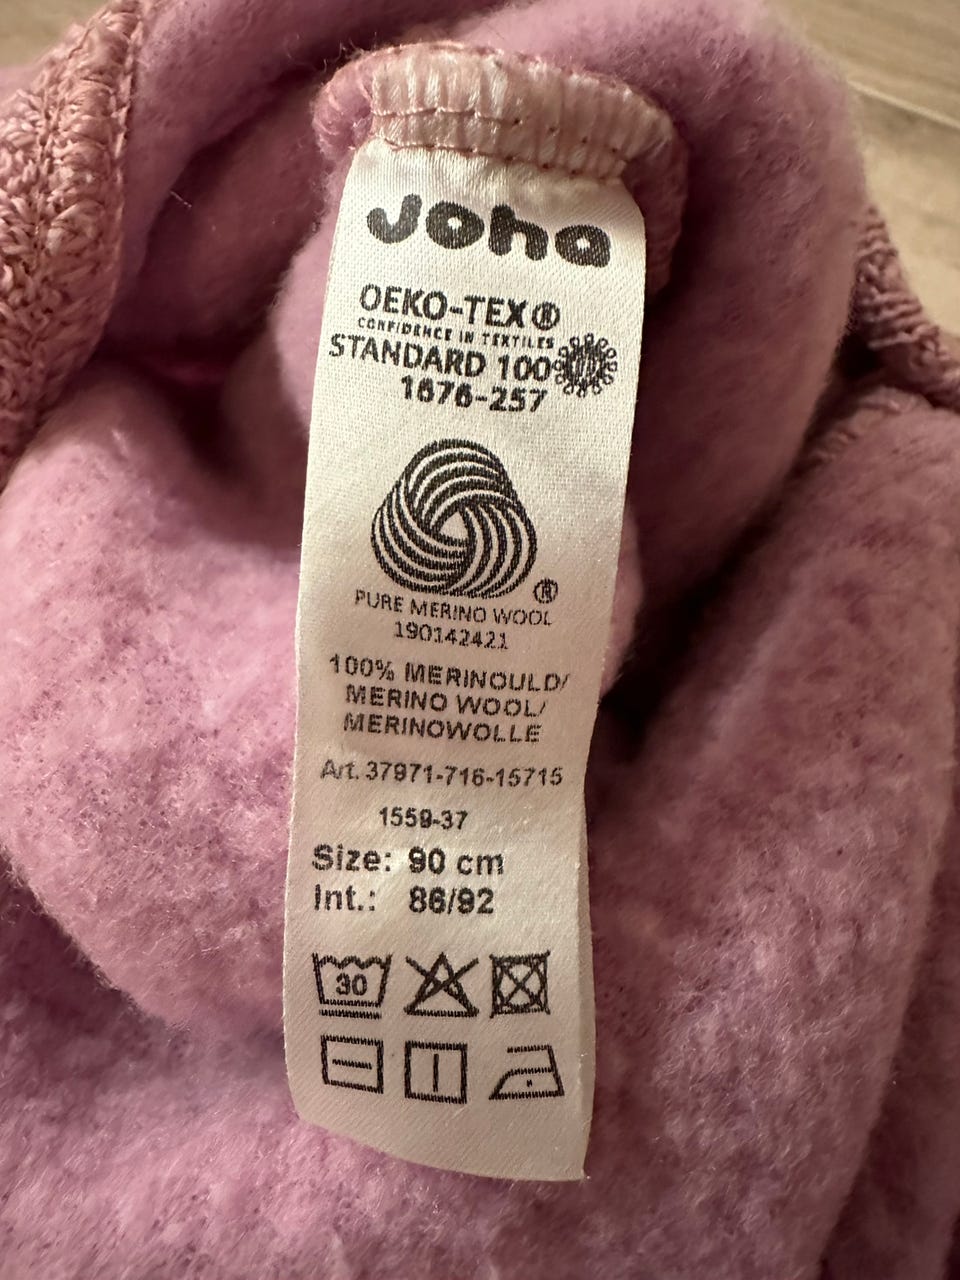 Joha
OEKO-TEX®
CONFIDENCE IN TEXTILES
STANDARD 100
1676-257
®
PURE MERINO WOOL
190142421
100% MERINOULD/
MERINO WOOL/
MERINOWOLLE
Art. 37971-716-15715
1559-37
Size: 90 cm
Int.: 86/92
30